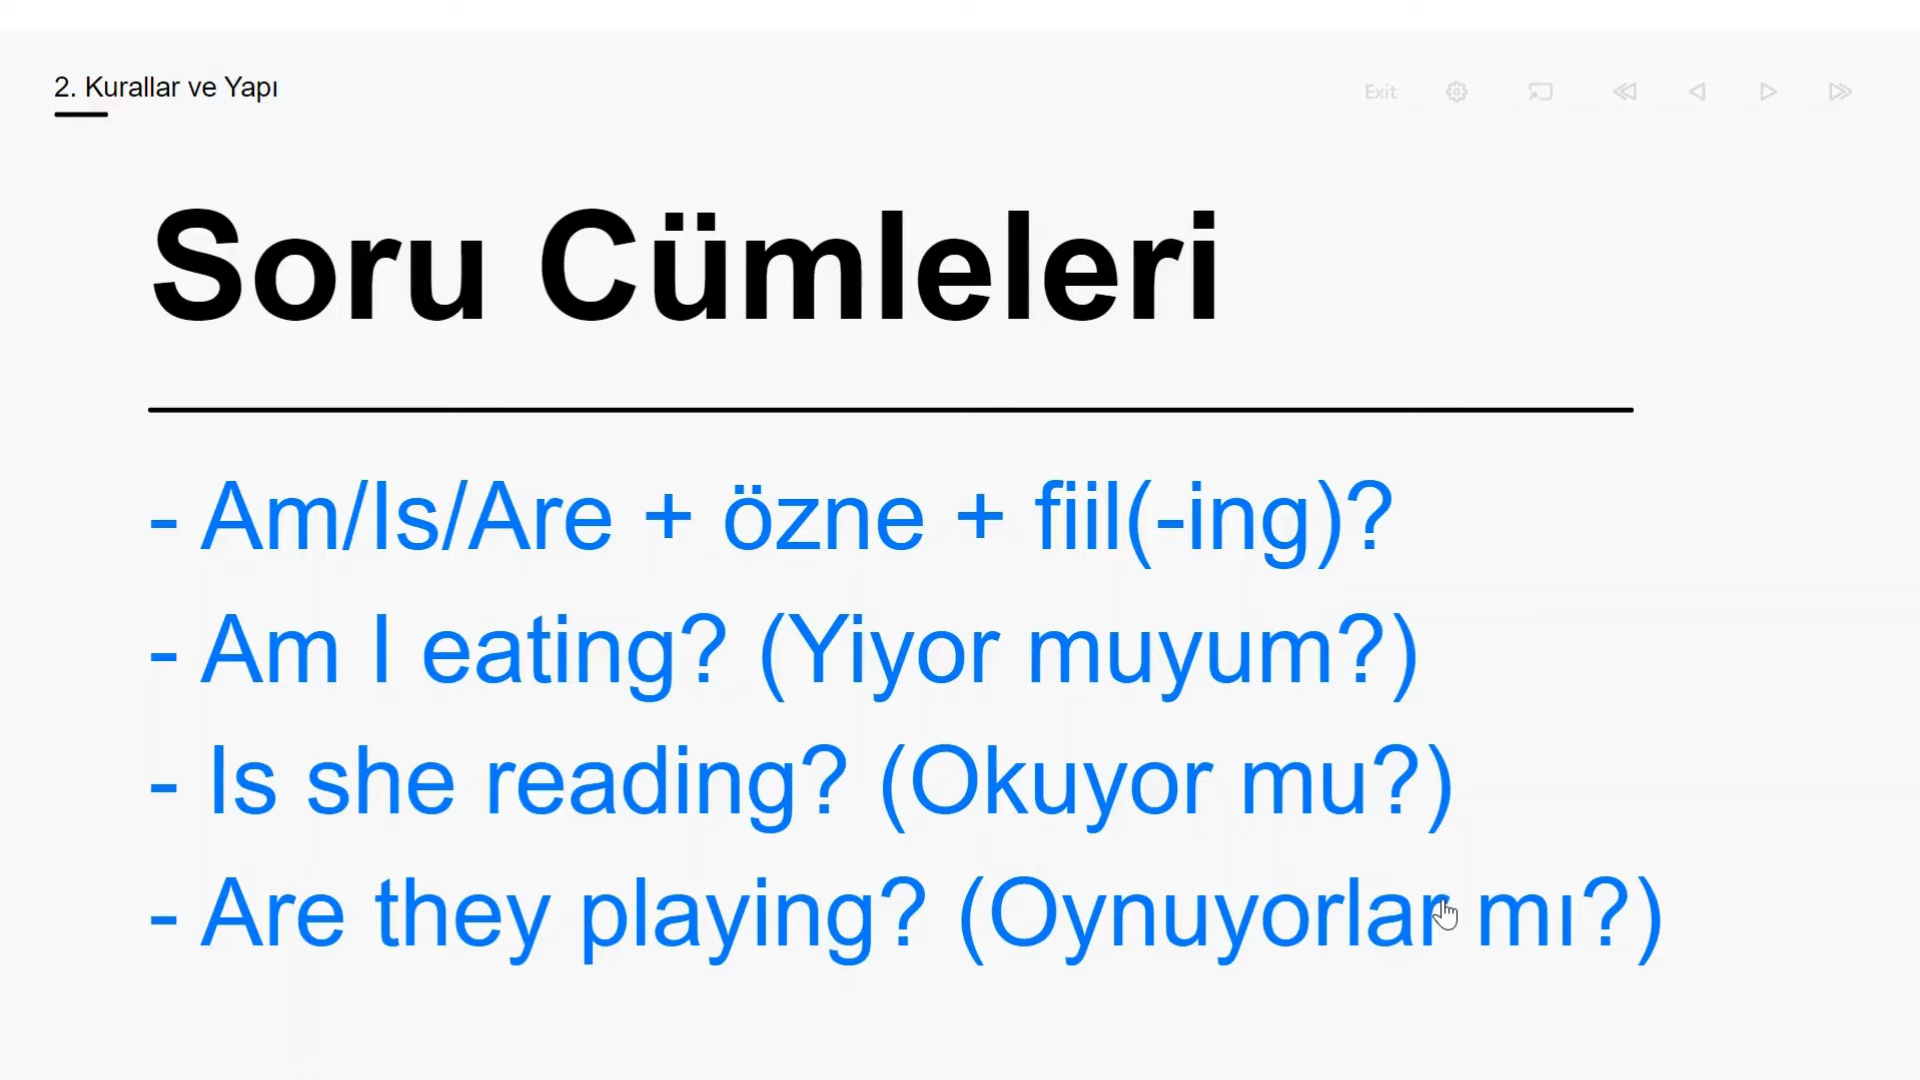 2. Kurallar ve Yapı
Exit
Soru Cümleleri
- Am/Is/Are + özne + fiil(-ing)?
- Am I eating? (Yiyor muyum?)
- Is she reading? (Okuyor mu?)
- Are they playing? (Oynuyorlar mı?)